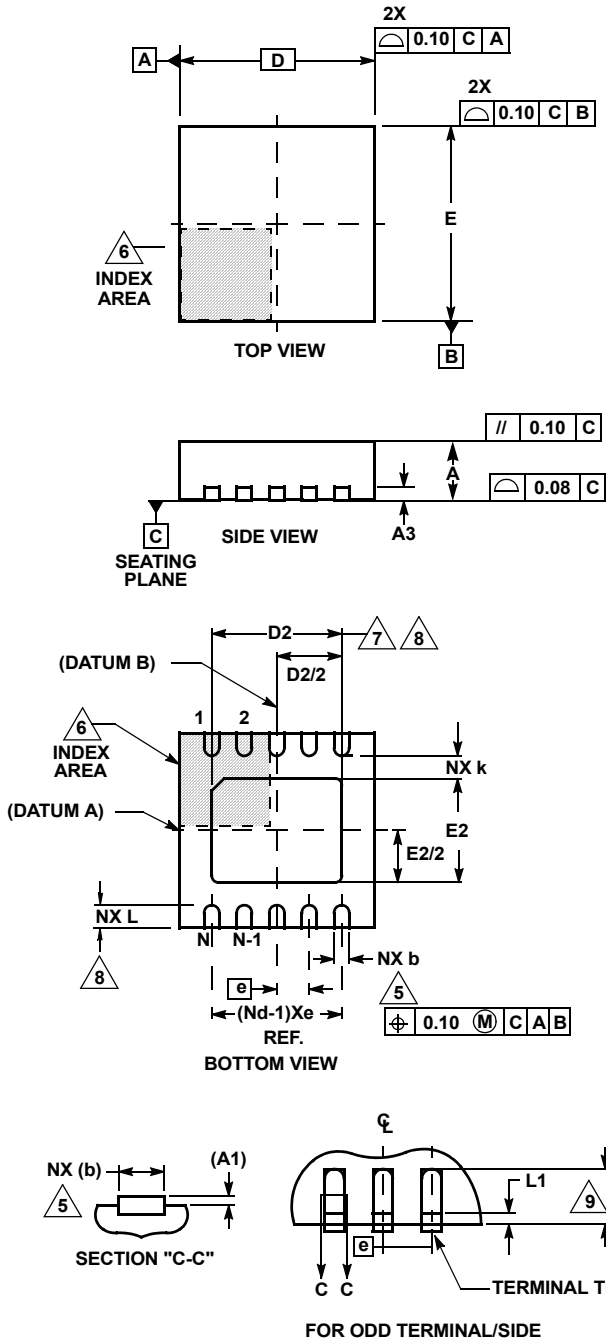 2X
⌓ 0.10 C A
A
D
2X
⌓ 0.10 C B
E
6
INDEX
AREA
TOP VIEW
B
// 0.10 C
A
⌓ 0.08 C
C
SIDE VIEW
A3
SEATING
PLANE
D2
7
8
(DATUM B)
D2/2
6
INDEX
AREA
1
2
NX k
(DATUM A)
E2
E2/2
NX L
N
N-1
NX b
8
e
5
(Nd-1)Xe
REF.
⌖ 0.10 Ⓜ C A B
BOTTOM VIEW
℄
NX (b)
(A1)
L1
5
9
SECTION "C-C"
e
C C
TERMINAL T
FOR ODD TERMINAL/SIDE